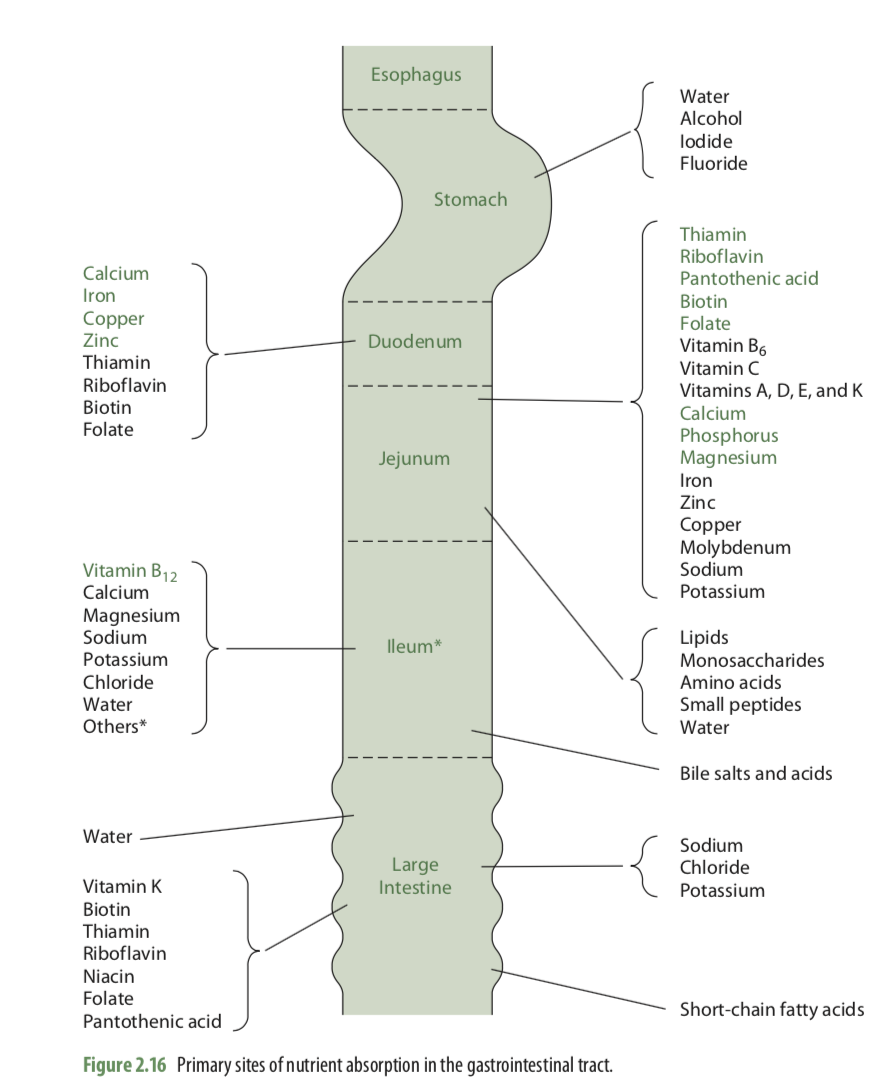 Esophagus
Water
Alcohol
Iodide
Fluoride
Stomach
Thiamin
Riboflavin
Pantothenic acid
Biotin
Folate
Vitamin B6
Vitamin C
Vitamins A, D, E, and K
Calcium
Phosphorus
Magnesium
Iron
Zinc
Copper
Molybdenum
Sodium
Potassium
Calcium
Iron
Copper
Zinc
Thiamin
Riboflavin
Biotin
Folate
Duodenum
Jejunum
Vitamin B12
Calcium
Magnesium
Sodium
Potassium
Chloride
Water
Others*
Ileum*
Lipids
Monosaccharides
Amino acids
Small peptides
Water
Bile salts and acids
Water
Large
Intestine
Sodium
Chloride
Potassium
Vitamin K
Biotin
Thiamin
Riboflavin
Niacin
Folate
Pantothenic acid
Short-chain fatty acids
Figure 2.16 Primary sites of nutrient absorption in the gastrointestinal tract.